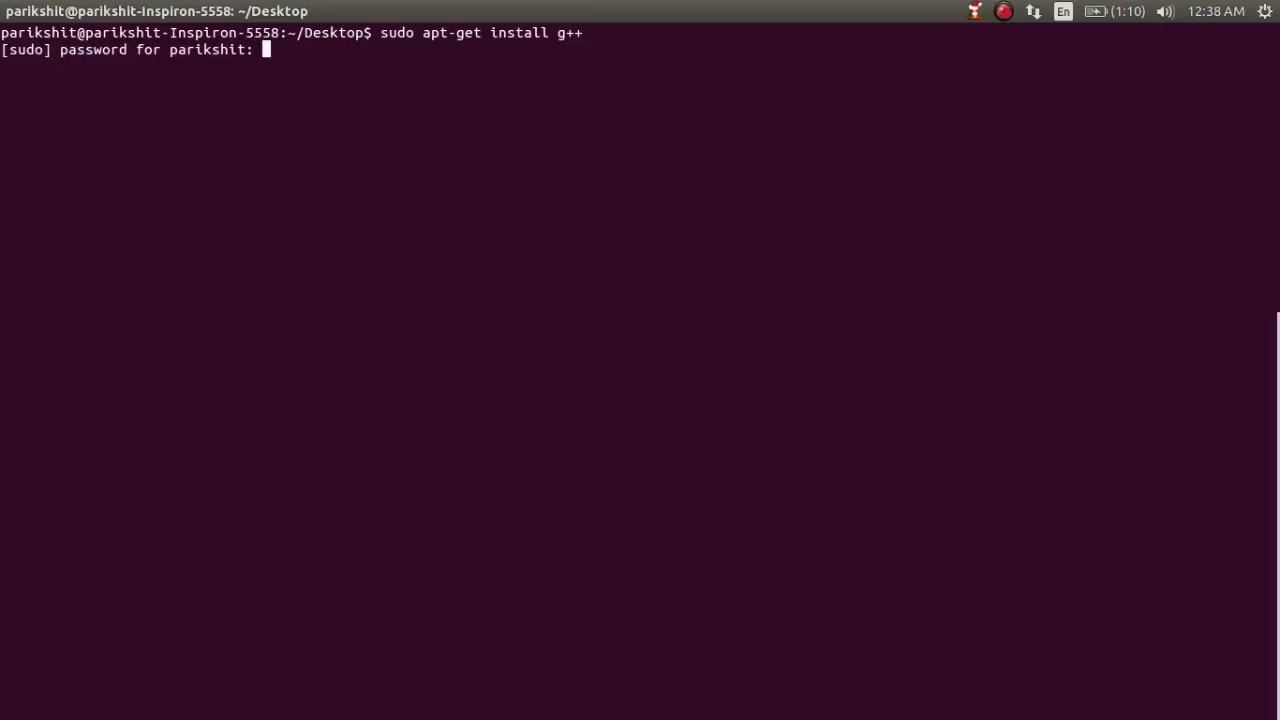 parikshit@parikshit-Inspiron-5558: ~/Desktop
En
(1:10)
12:38 AM
parikshit@parikshit-Inspiron-5558:~/Desktop$ sudo apt-get install g++
[sudo] password for parikshit: